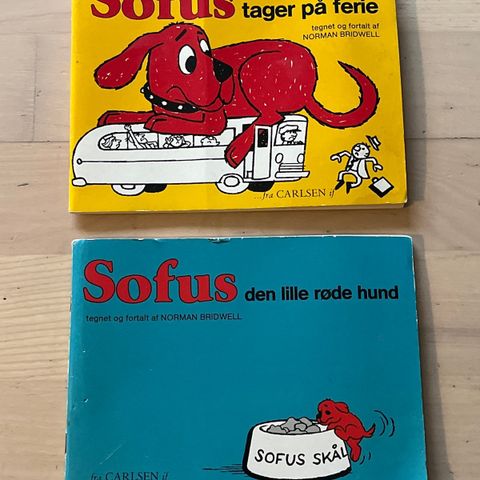 Sofus tager på ferie
tegnet og fortalt af
NORMAN BRIDWELL
...fra CARLSEN if
Sofus den lille røde hund
tegnet og fortalt af NORMAN BRIDWELL
SOFUS SKÅL
fra CARLSEN if